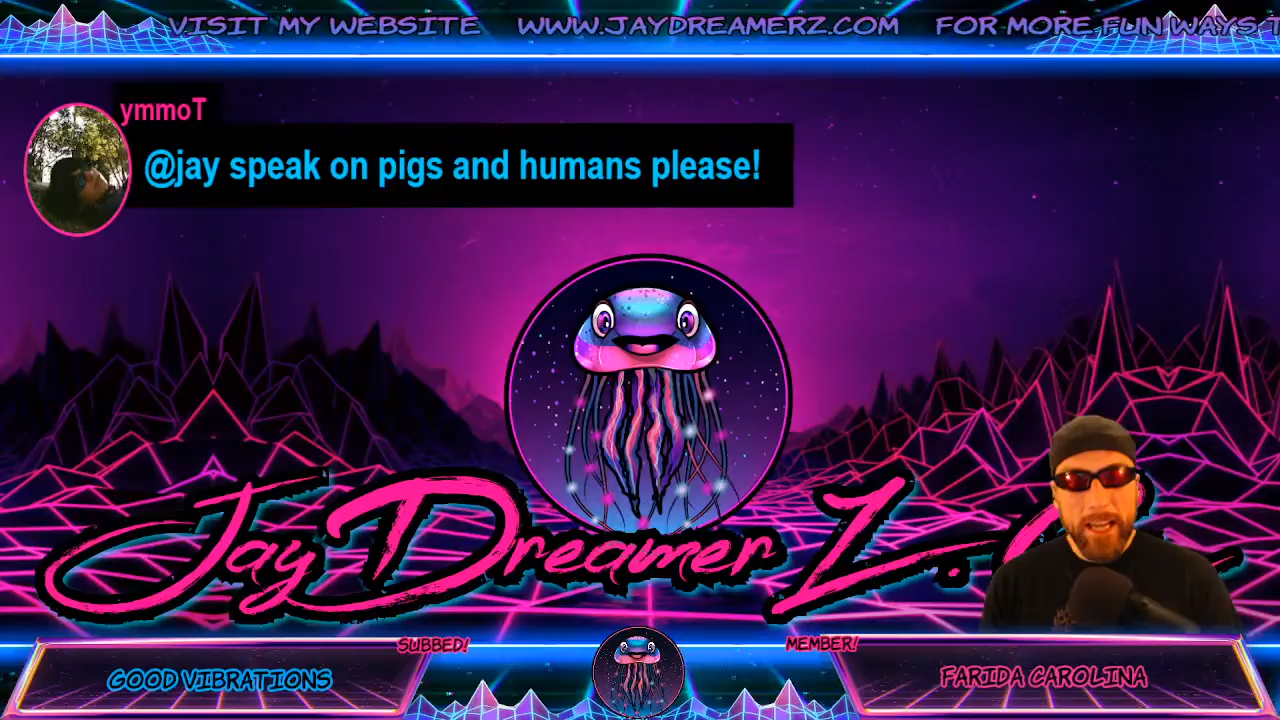 VISIT MY WEBSITE WWW.JAYDREAMERZ.COM FOR MORE FUN WAYS
ymmoT
@jay speak on pigs and humans please!
Jay Dreamer Z.
SUBBED!
MEMBER!
GOOD VIBRATIONS
FARIDA CAROLINA